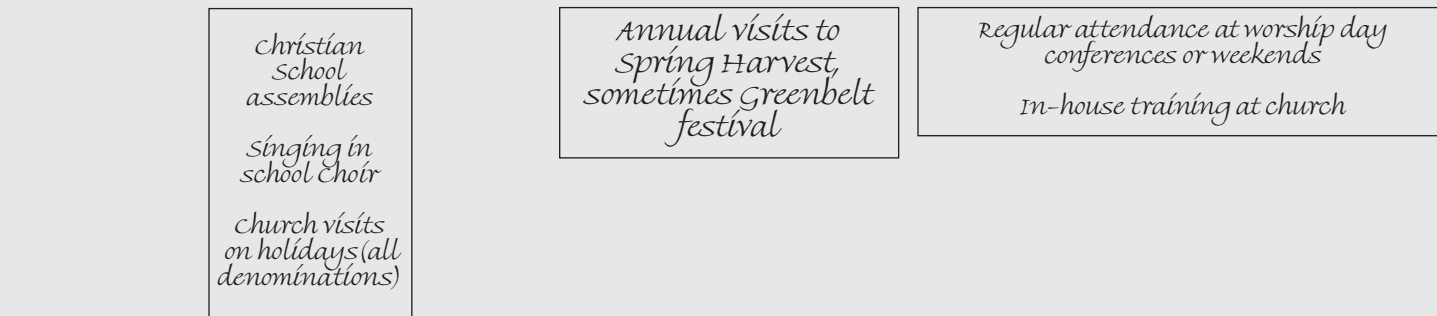 Christian
School
assemblies
Singing in
school Choir
Church visits
on holidays (all
denominations)
Annual visits to
Spring Harvest,
sometimes Greenbelt
festival
Regular attendance at worship day
conferences or weekends
In-house training at church